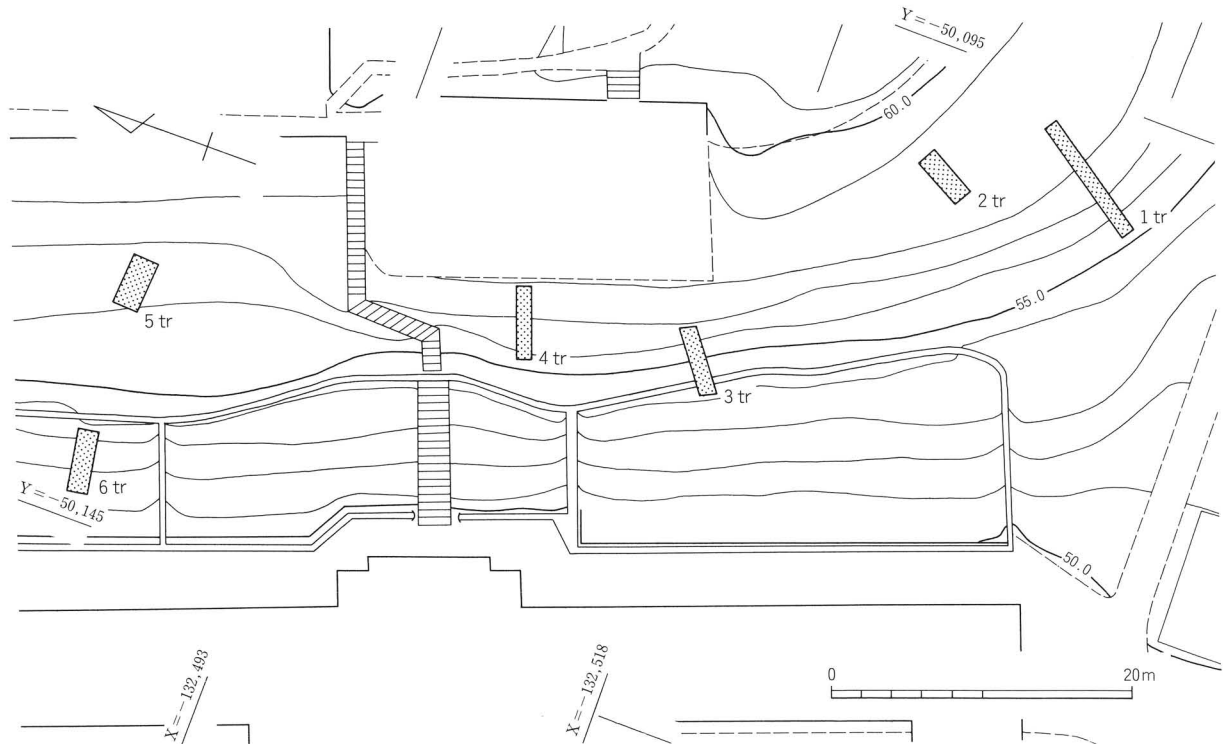 Y=-50,095
60.0
2 tr
1 tr
5 tr
55.0
4 tr
3 tr
6 tr
Y=-50,145
50.0
X=-132,493
X=-132,518
0 20m